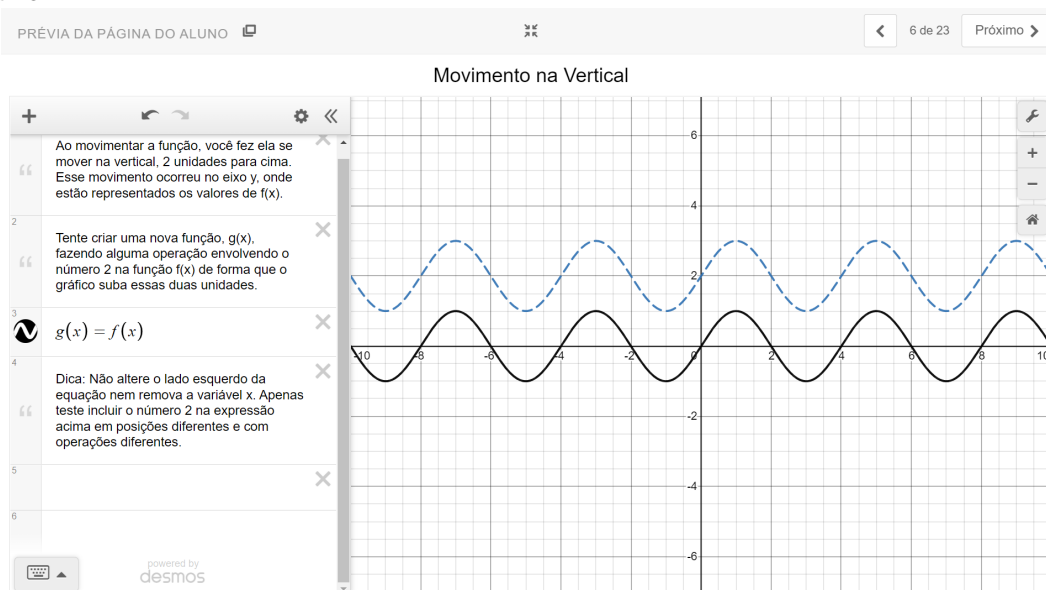 PRÉVIA DA PÁGINA DO ALUNO
6 de 23
Próximo
Movimento na Vertical
Ao movimentar a função, você fez ela se
mover na vertical, 2 unidades para cima.
Esse movimento ocorreu no eixo y, onde
estão representados os valores de f(x).
2
Tente criar uma nova função, g(x),
fazendo alguma operação envolvendo o
número 2 na função f(x) de forma que o
gráfico suba essas duas unidades.
3
g(x) = f(x)
4
Dica: Não altere o lado esquerdo da
equação nem remova a variável x. Apenas
teste incluir o número 2 na expressão
acima em posições diferentes e com
operações diferentes.
5
6
powered by
desmos
6
4
2
-10 -8 -6 -4 -2 0 2 4 6 8 10
-2
-4
-6